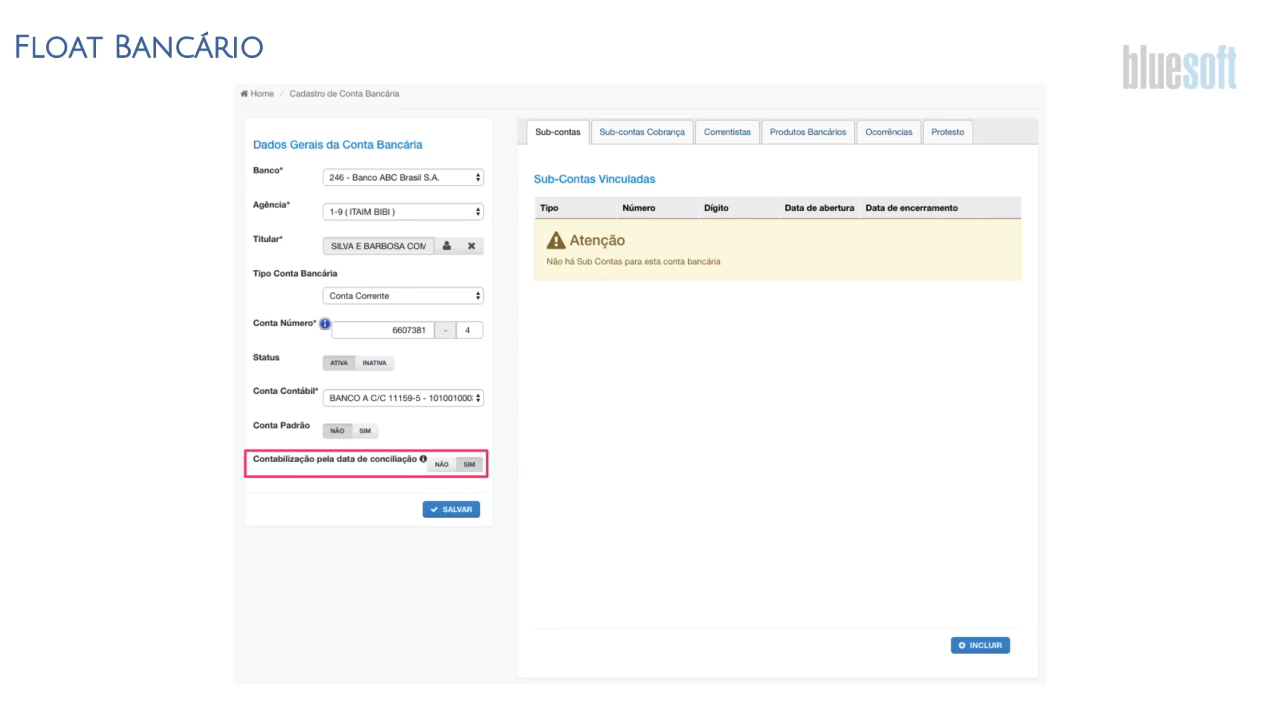 FLOAT BANCÁRIO
bluesoft
Home / Cadastro de Conta Bancária
Dados Gerais da Conta Bancária
Banco*
246 - Banco ABC Brasil S.A.
Agência*
1-9 ( ITAIM BIBI )
Titular*
SILVA E BARBOSA COM
Tipo Conta Bancária
Conta Corrente
Conta Número*
6607381 - 4
Status
ATIVA INATIVA
Conta Contábil*
BANCO A C/C 11159-5 - 101001000:
Conta Padrão
NÃO SIM
Contabilização pela data de conciliação
NÃO SIM
SALVAR
Sub-contas Sub-contas Cobrança Correntistas Produtos Bancários Ocorrências Protesto
Sub-Contas Vinculadas
Tipo Número Dígito Data de abertura Data de encerramento
Atenção
Não há Sub Contas para esta conta bancária
INCLUIR